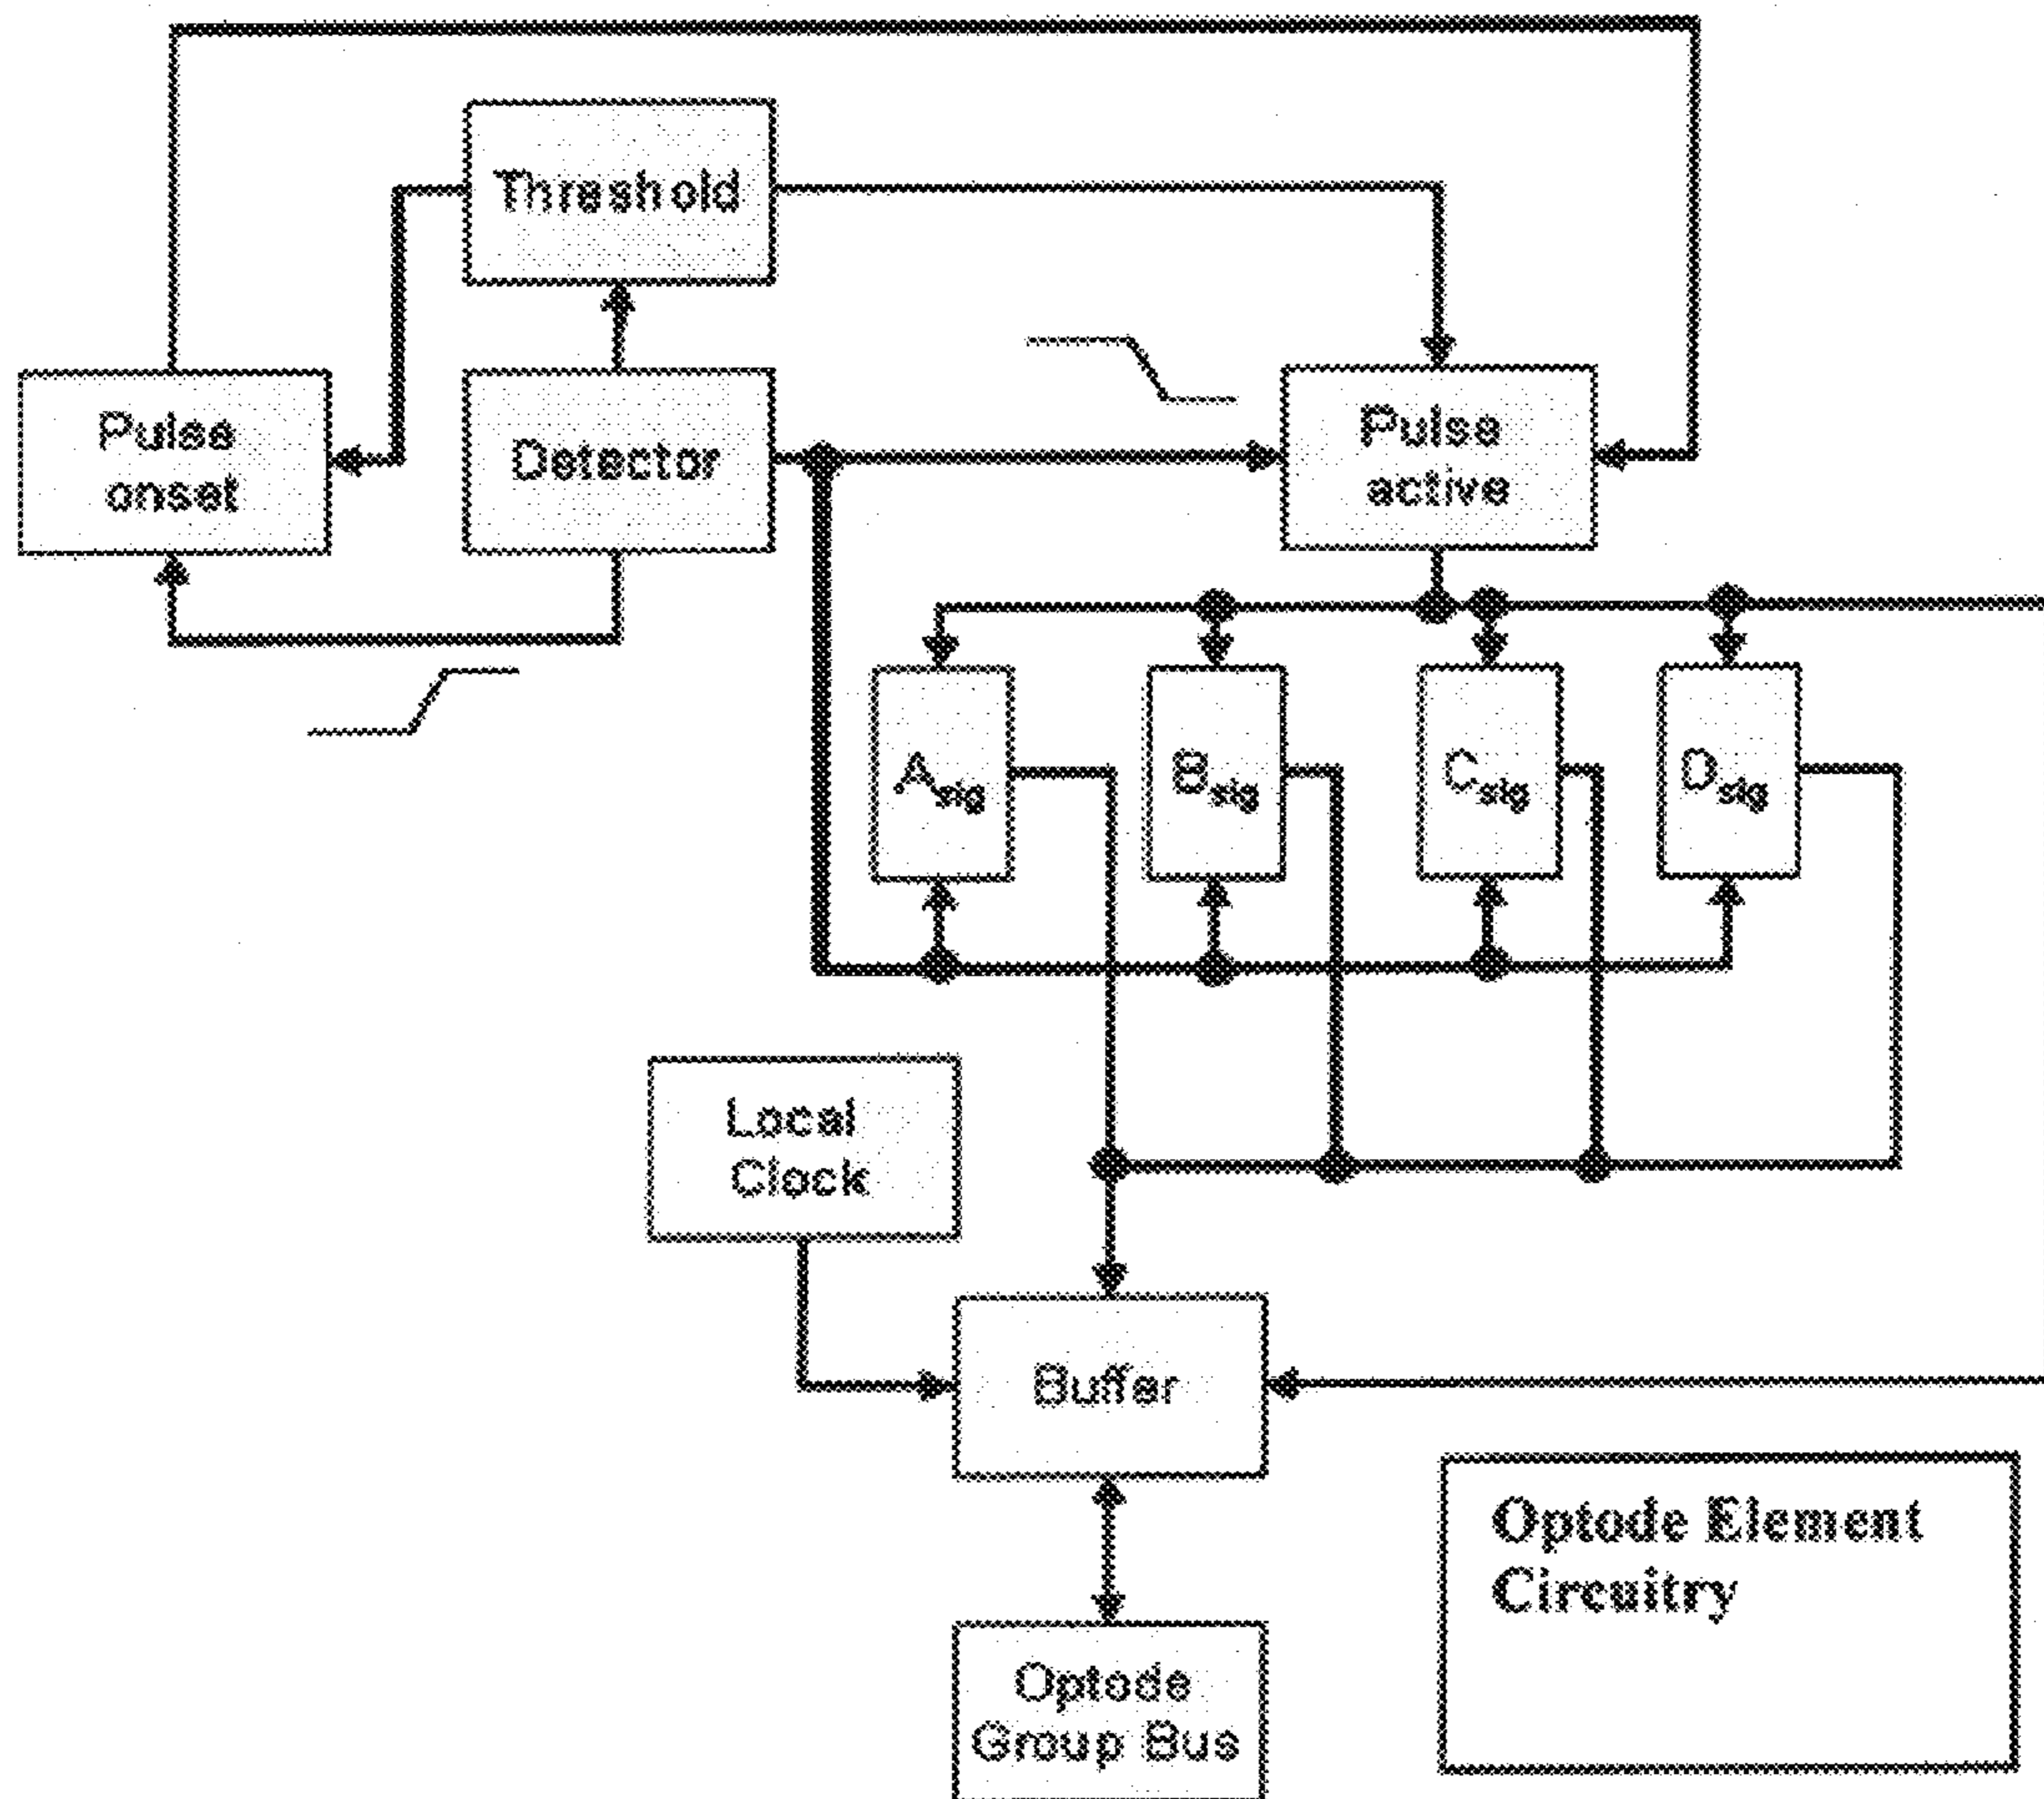 Threshold
Pulse
onset
Detector
Pulse
active
Asig
Bsig
Csig
Dsig
Local
Clock
Buffer
Optode Element
Circuitry
Optode
Group Bus